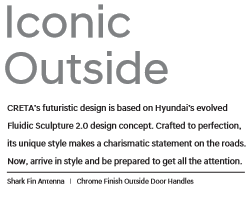 Iconic
Outside
CRETA's futuristic design is based on Hyundai's evolved
Fluidic Sculpture 2.0 design concept. Crafted to perfection,
its unique style makes a charismatic statement on the roads.
Now, arrive in style and be prepared to get all the attention.
Shark Fin Antenna | Chrome Finish Outside Door Handles